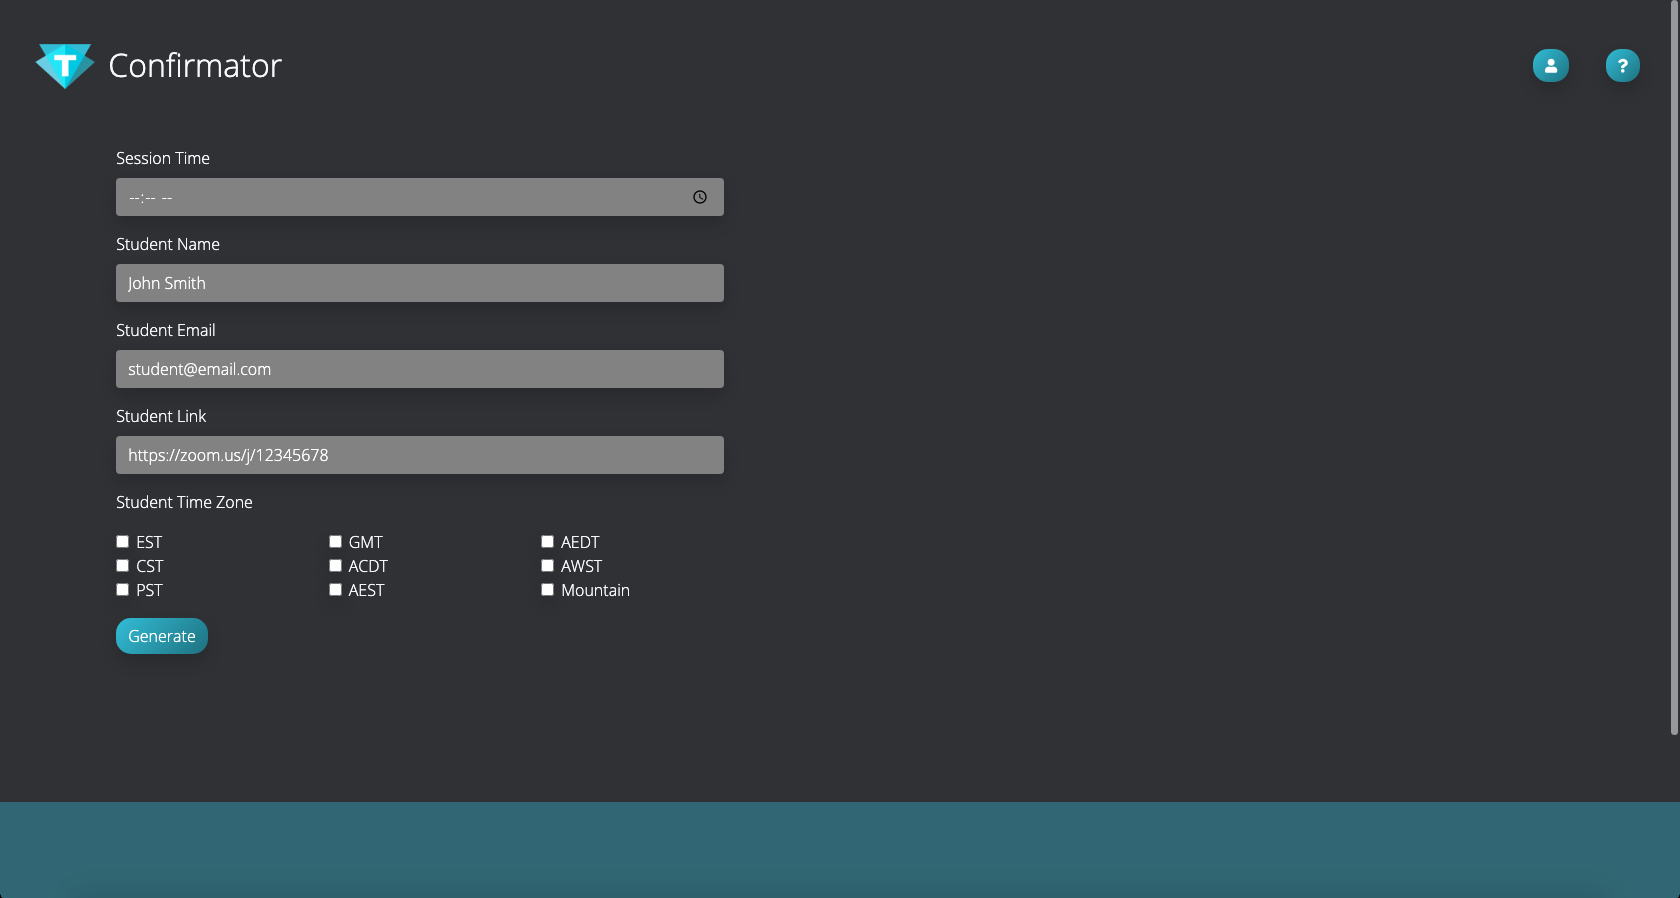 T Confirmator
?
Session Time
--:-- --
Student Name
John Smith
Student Email
student@email.com
Student Link
https://zoom.us/j/12345678
Student Time Zone
EST GMT AEDT
CST ACDT AWST
PST AEST Mountain
Generate